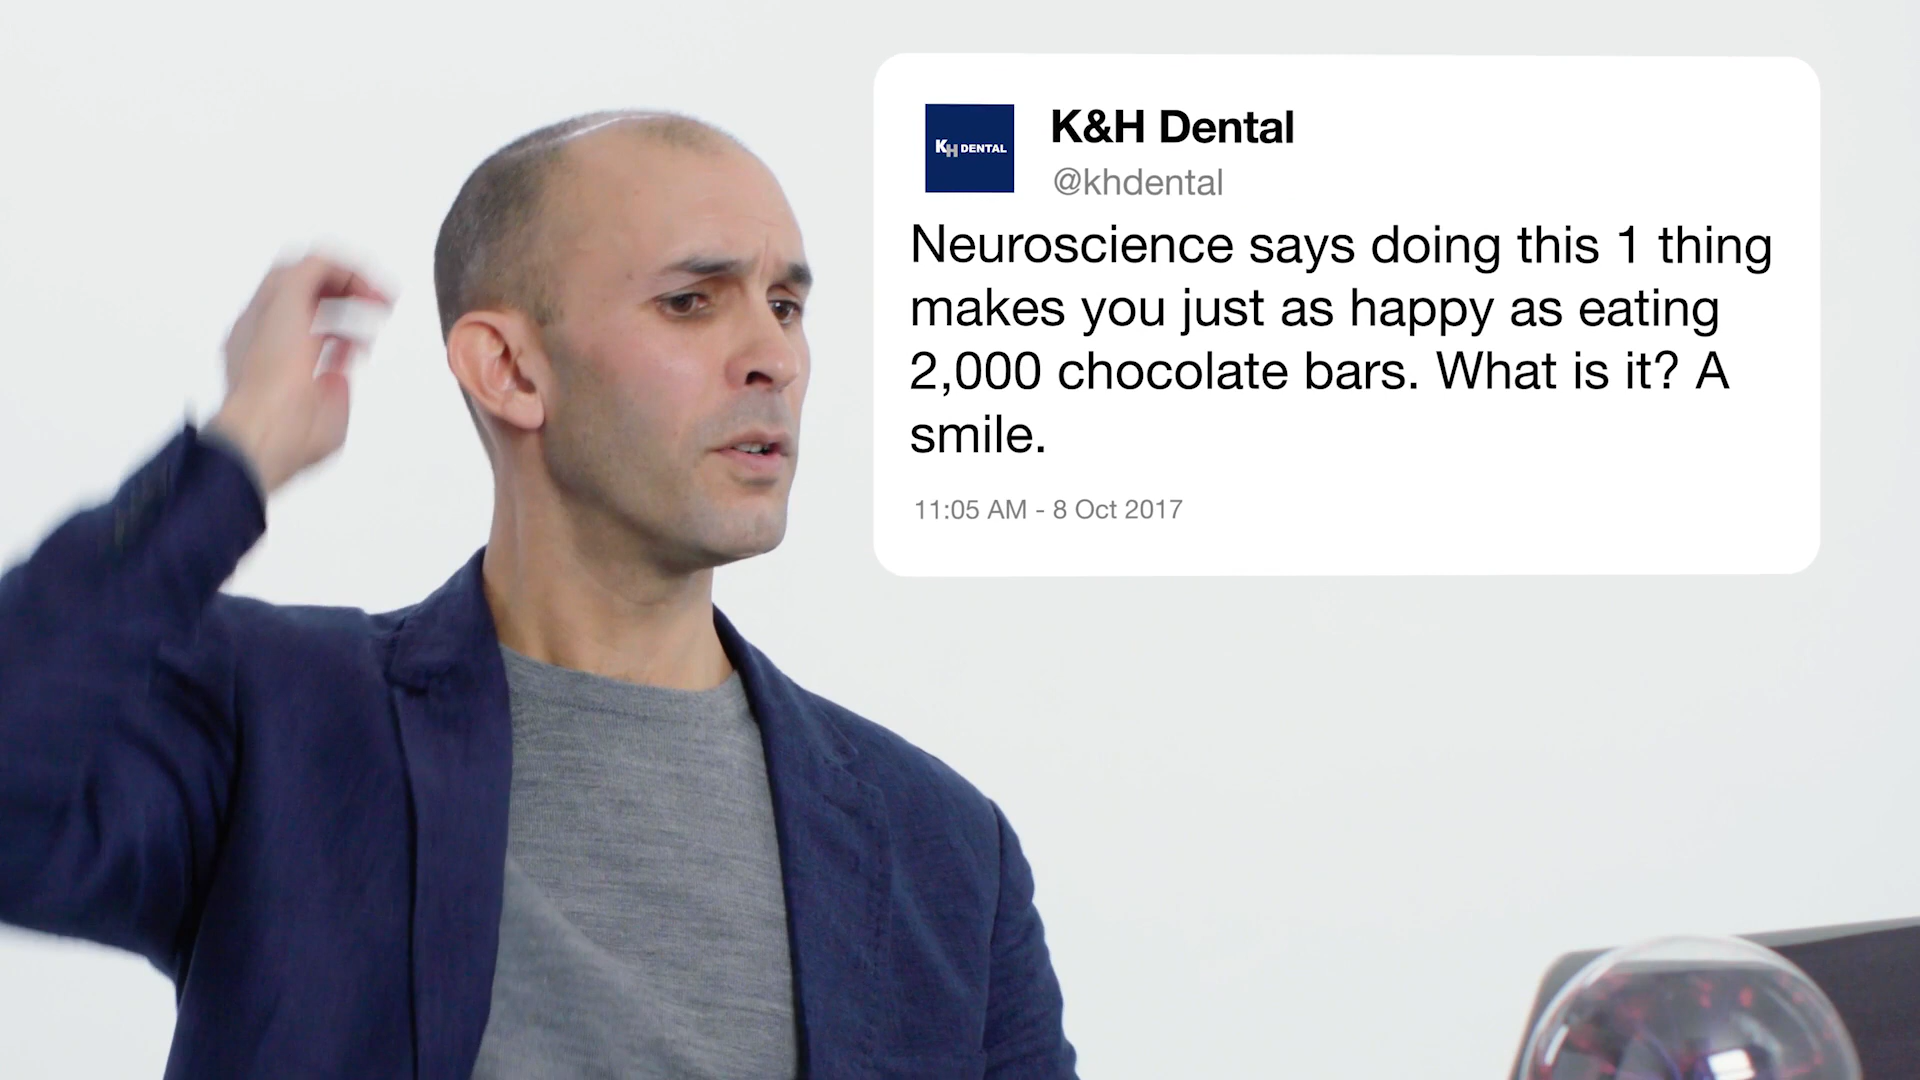 KH DENTAL
K&H Dental
@khdental
Neuroscience says doing this 1 thing
makes you just as happy as eating
2,000 chocolate bars. What is it? A
smile.
11:05 AM - 8 Oct 2017